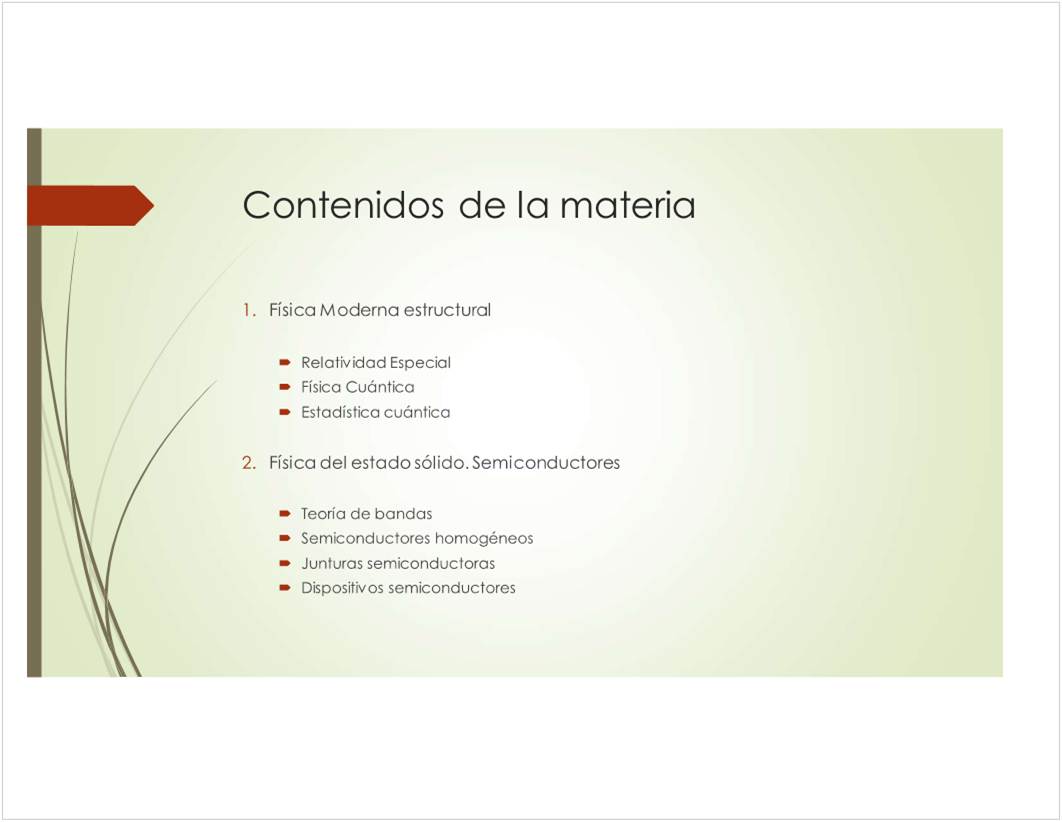 Contenidos de la materia
1. Física Moderna estructural
Relatividad Especial
Física Cuántica
Estadística cuántica
2. Física del estado sólido. Semiconductores
Teoría de bandas
Semiconductores homogéneos
Junturas semiconductoras
Dispositivos semiconductores